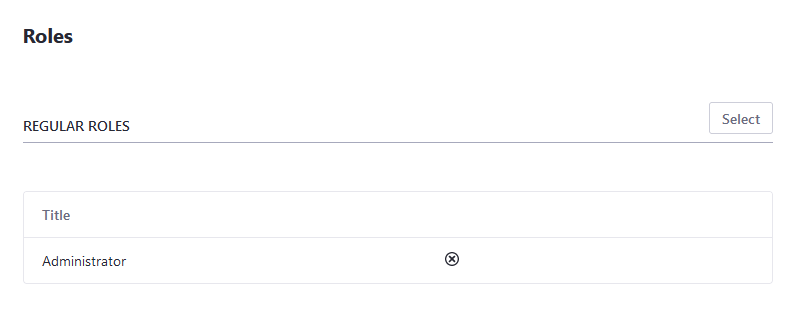 Roles
REGULAR ROLES
Select
Title
Administrator